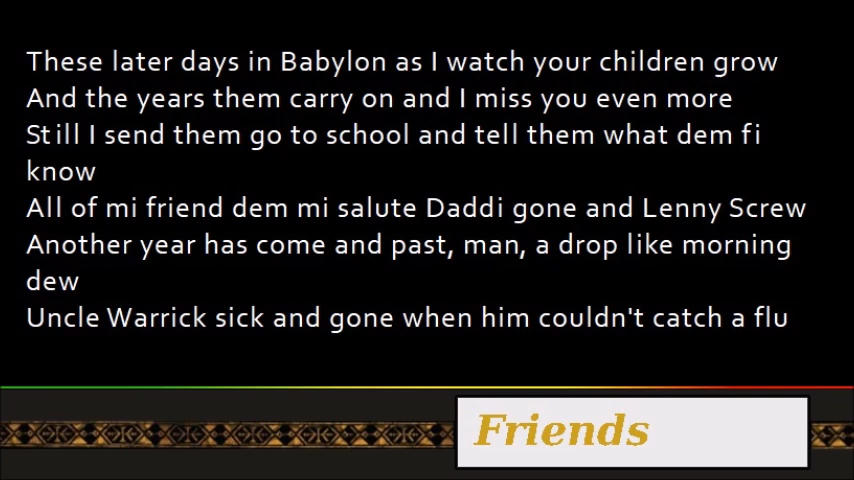 These later days in Babylon as I watch your children grow
And the years them carry on and I miss you even more
Still I send them go to school and tell them what dem fi
know
All of mi friend dem mi salute Daddi gone and Lenny Screw
Another year has come and past, man, a drop like morning
dew
Uncle Warrick sick and gone when him couldn't catch a flu
Friends